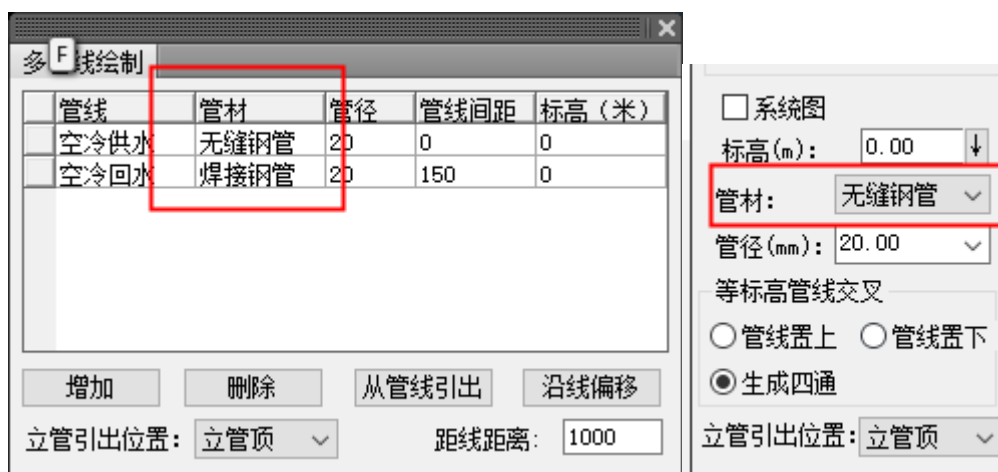 多 F 线绘制
管线 管材 管径 管线间距 标高（米）
空冷供水 无缝钢管 20 0 0
空冷回水 焊接钢管 20 150 0
增加 删除 从管线引出 沿线偏移
立管引出位置: 立管顶 距线距离: 1000
系统图
标高(m): 0.00
管材: 无缝钢管
管径(mm): 20.00
等标高管线交叉
管线置上 管线置下
生成四通
立管引出位置: 立管顶